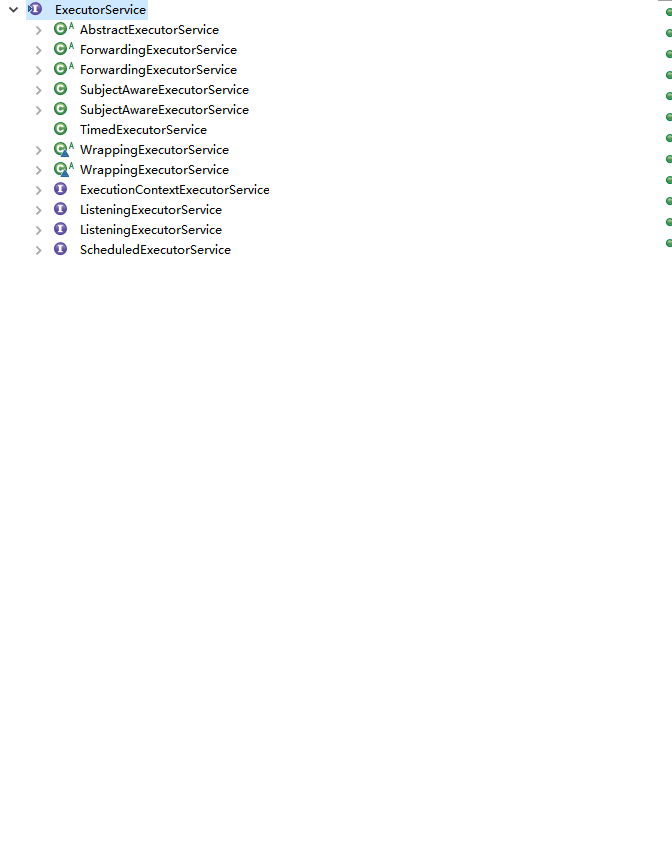 ExecutorService
AbstractExecutorService
ForwardingExecutorService
ForwardingExecutorService
SubjectAwareExecutorService
SubjectAwareExecutorService
TimedExecutorService
WrappingExecutorService
WrappingExecutorService
ExecutionContextExecutorService
ListeningExecutorService
ListeningExecutorService
ScheduledExecutorService